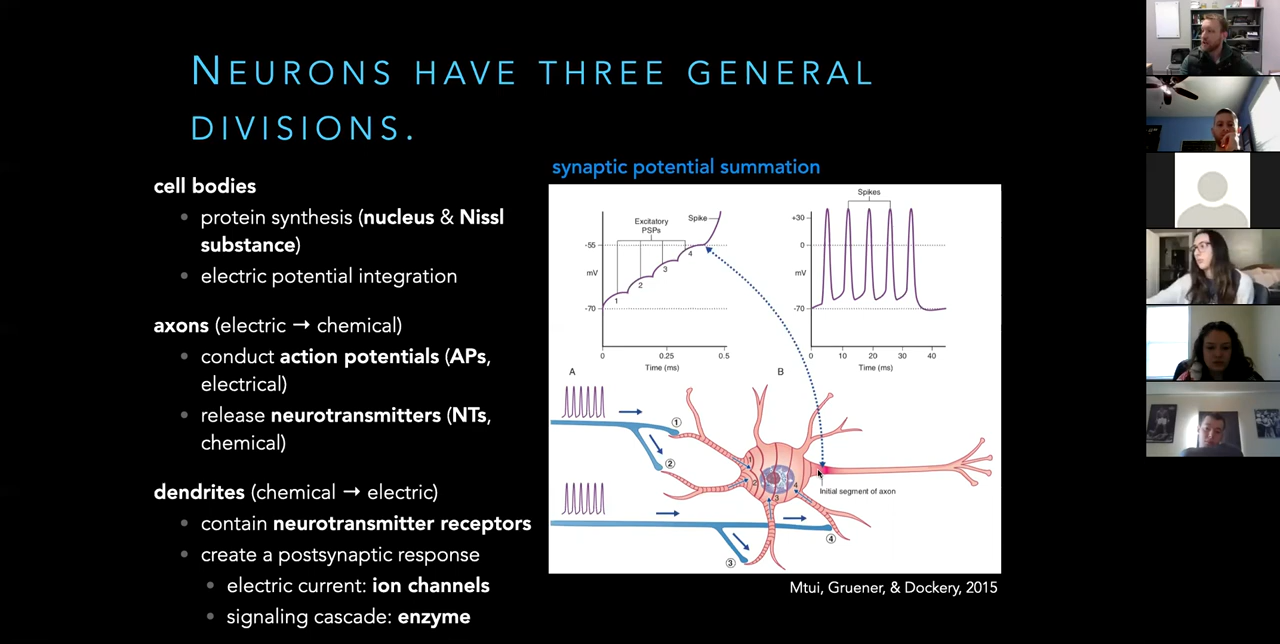 NEURONS HAVE THREE GENERAL
DIVISIONS.
cell bodies
• protein synthesis (nucleus & Nissl
substance)
• electric potential integration
axons (electric → chemical)
• conduct action potentials (APs,
electrical)
• release neurotransmitters (NTs,
chemical)
dendrites (chemical → electric)
• contain neurotransmitter receptors
• create a postsynaptic response
• electric current: ion channels
• signaling cascade: enzyme
synaptic potential summation
Excitatory
PSPs
Spike
-55
mV
-70
1
2
3
4
0
0.25
0.5
Time (ms)
A
Spikes
+30
0
mV
-70
0
10
20
30
40
Time (ms)
B
1
2
3
4
1
2
3
4
Initial segment of axon
Mtui, Gruener, & Dockery, 2015